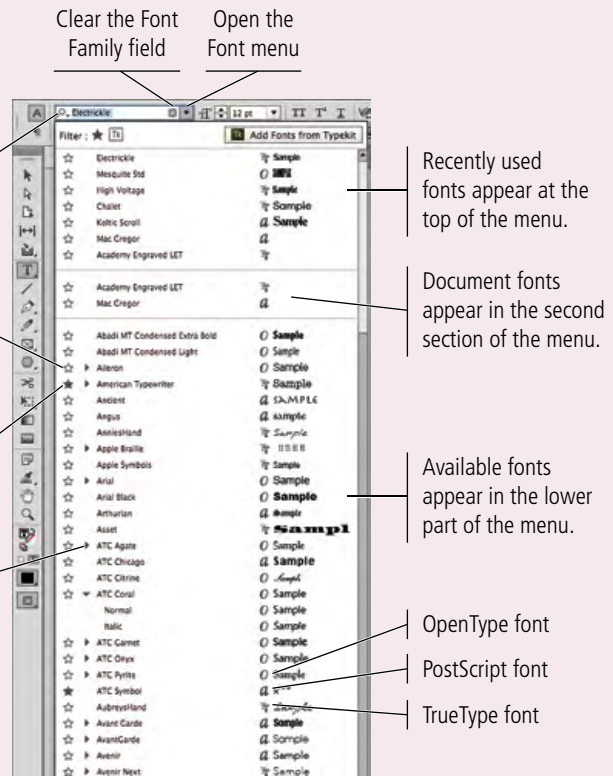 Clear the Font
Family field
Open the
Font menu
Electrickle
12 pt
Filter :
Add Fonts from Typekit
Electrickle Sample
Mesquite Std
High Voltage Sample
Chalet Sample
Keltic Scroll Sample
Mac Gregor
Academy Engraved LET
Academy Engraved LET
Mac Gregor
Abadi MT Condensed Extra Bold Sample
Abadi MT Condensed Light Sample
Aileron Sample
American Typewriter Sample
Ancient SAMPLE
Angus sample
AnniesHand Sample
Apple Braille
Apple Symbols Sample
Arial Sample
Arial Black Sample
Arthurian Sample
Asset Sampl
ATC Agate Sample
ATC Chicago Sample
ATC Citrine Sample
ATC Coral Sample
Normal Sample
Italic Sample
ATC Garnet Sample
ATC Onyx Sample
ATC Pyrite Sample
ATC Symbol
AubreysHand Sample
Avant Garde Sample
AvantGarde Sample
Avenir Sample
Avenir Next Sample
Recently used
fonts appear at the
top of the menu.
Document fonts
appear in the second
section of the menu.
Available fonts
appear in the lower
part of the menu.
OpenType font
PostScript font
TrueType font